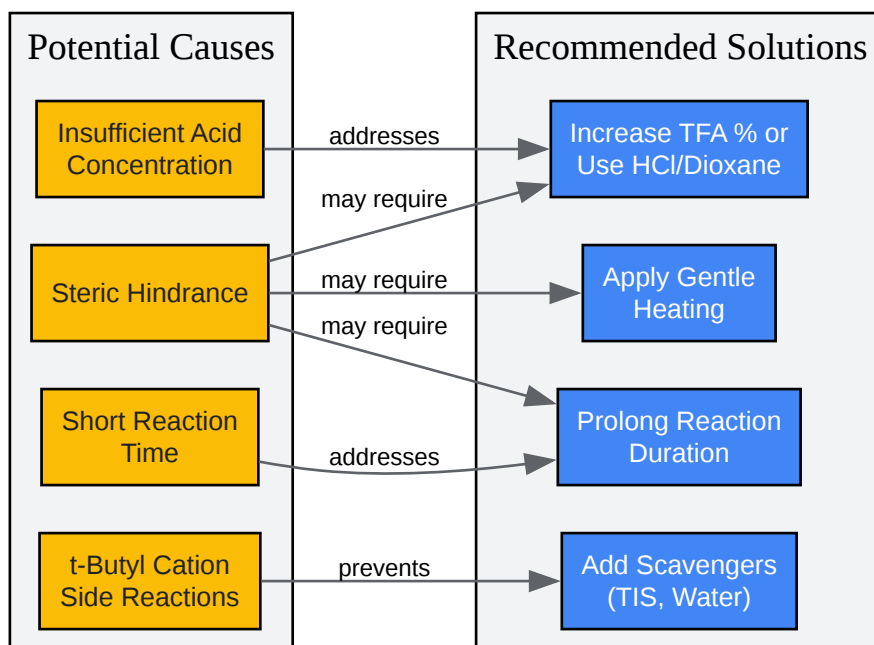 Potential Causes
Recommended Solutions
Insufficient Acid
Concentration
addresses
Increase TFA % or
Use HCl/Dioxane
may require
Steric Hindrance
may require
Apply Gentle
Heating
may require
Short Reaction
Time
addresses
Prolong Reaction
Duration
t-Butyl Cation
Side Reactions
prevents
Add Scavengers
(TIS, Water)